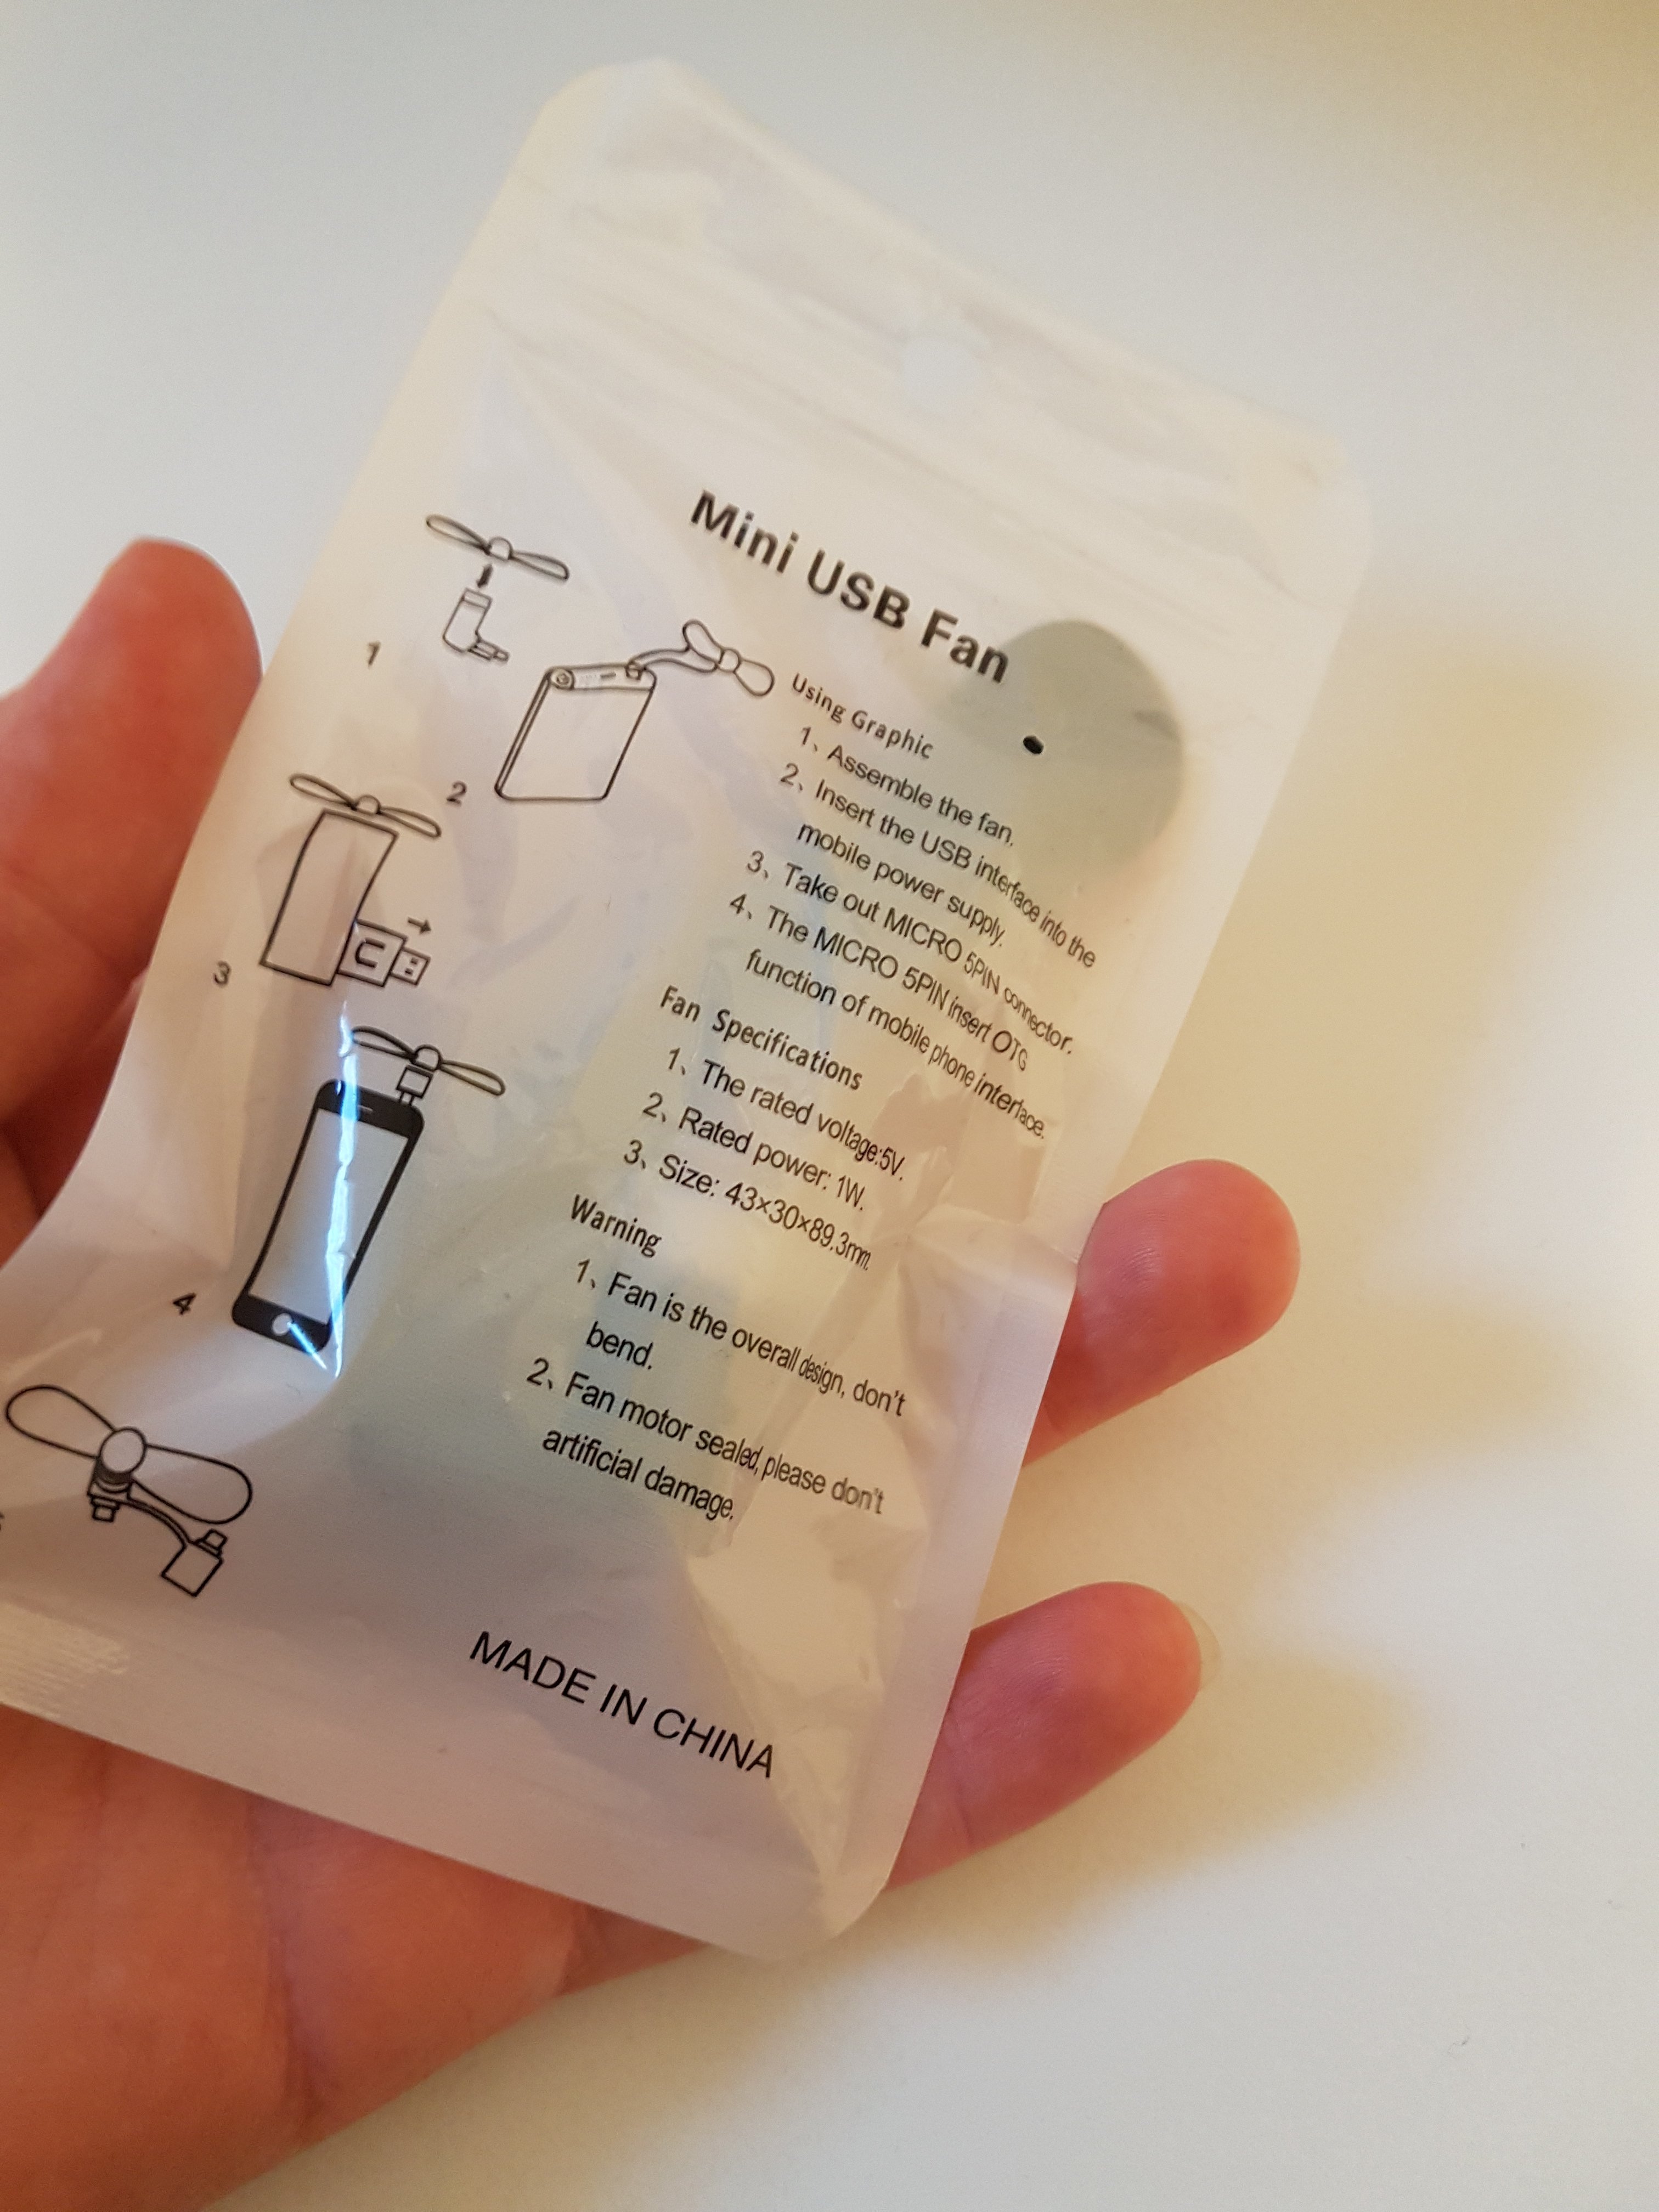 Mini USB Fan
Using Graphic
1、Assemble the fan.
2、Insert the USB interface into the
mobile power supply.
3、Take out MICRO 5PIN connector.
4、The MICRO 5PIN insert OTG
function of mobile phone interface.
Fan Specifications
1、The rated voltage:5V.
2、Rated power: 1W.
3、Size: 43×30×89.3mm.
Warning
1、Fan is the overall design, don't
bend.
2、Fan motor sealed,please don't
artificial damage.
MADE IN CHINA
1
2
3
4